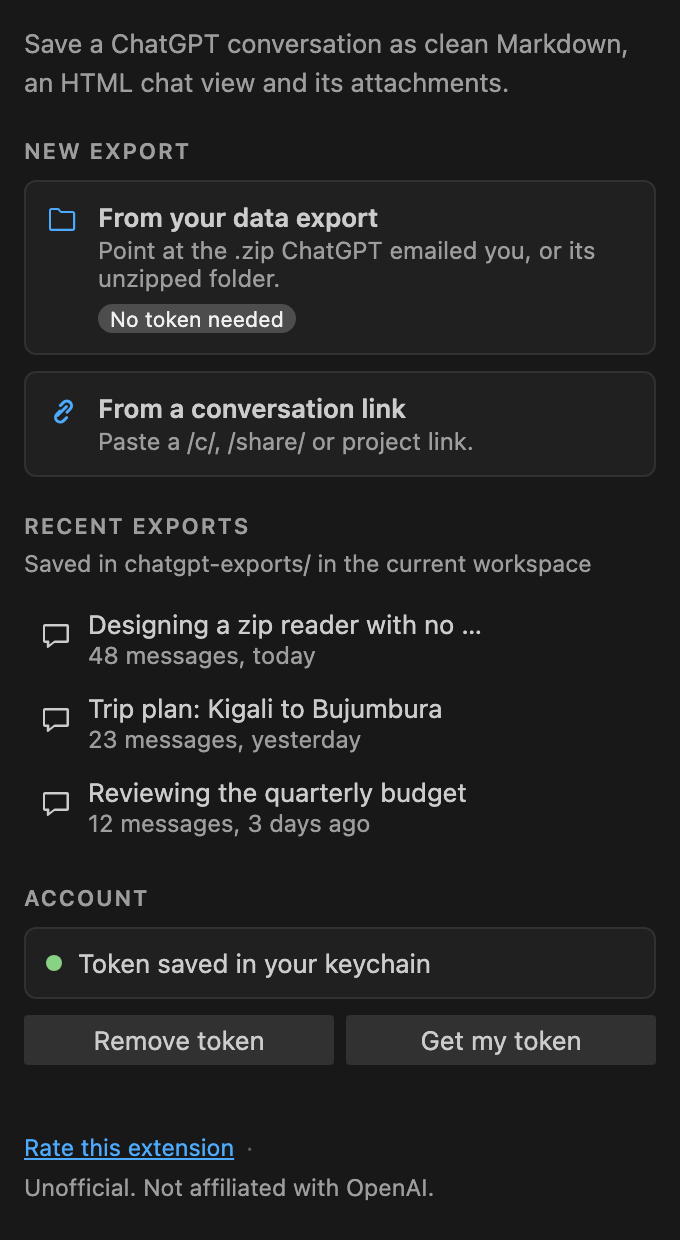 Save a ChatGPT conversation as clean Markdown,
an HTML chat view and its attachments.
NEW EXPORT
From your data export
Point at the .zip ChatGPT emailed you, or its
unzipped folder.
No token needed
From a conversation link
Paste a /c/, /share/ or project link.
RECENT EXPORTS
Saved in chatgpt-exports/ in the current workspace
Designing a zip reader with no ...
48 messages, today
Trip plan: Kigali to Bujumbura
23 messages, yesterday
Reviewing the quarterly budget
12 messages, 3 days ago
ACCOUNT
Token saved in your keychain
Remove token
Get my token
Rate this extension ·
Unofficial. Not affiliated with OpenAI.